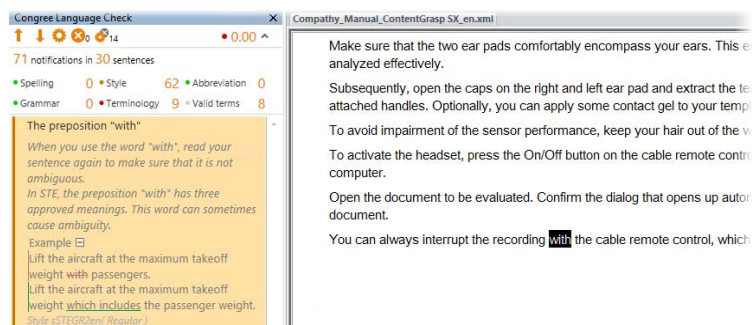 Congree Language Check
0 14 0.00
71 notifications in 30 sentences
Spelling 0 Style 62 Abbreviation 0
Grammar 0 Terminology 9 Valid terms 8
The preposition "with"
When you use the word "with", read your
sentence again to make sure that it is not
ambiguous.
In STE, the preposition "with" has three
approved meanings. This word can sometimes
cause ambiguity.
Example
Lift the aircraft at the maximum takeoff
weight with passengers.
Lift the aircraft at the maximum takeoff
weight which includes the passenger weight.
Style sSTEGR2en( Regular )
Compathy_Manual_ContentGrasp SX_en.xml
Make sure that the two ear pads comfortably encompass your ears. This
analyzed effectively.
Subsequently, open the caps on the right and left ear pad and extract the
attached handles. Optionally, you can apply some contact gel to your
To avoid impairment of the sensor performance, keep your hair out of the
To activate the headset, press the On/Off button on the cable remote
computer.
Open the document to be evaluated. Confirm the dialog that opens up
document.
You can always interrupt the recording with the cable remote control, which